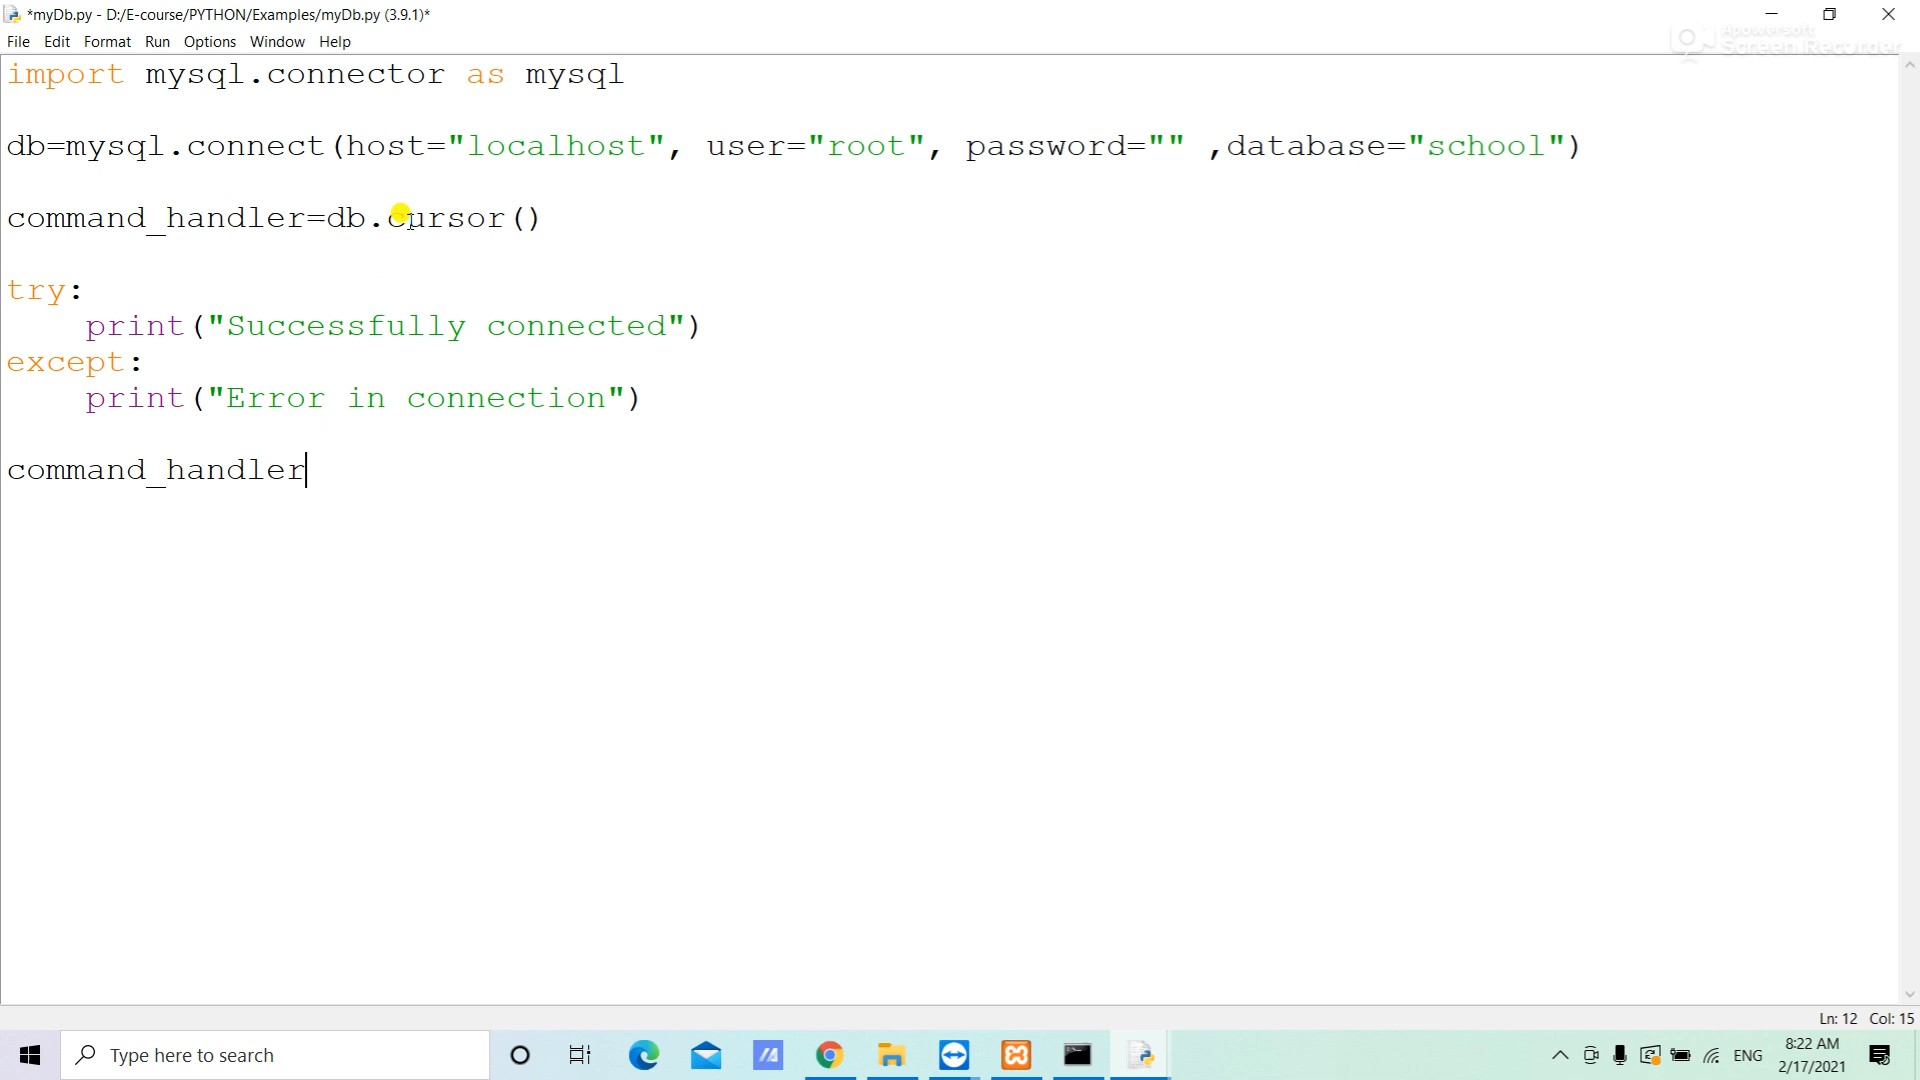 *myDb.py - D:/E-course/PYTHON/Examples/myDb.py (3.9.1)*
File Edit Format Run Options Window Help
Apowersoft
Screen Recorder
import mysql.connector as mysql
db=mysql.connect(host="localhost", user="root", password="" ,database="school")
command_handler=db.cursor()
try:
    print("Successfully connected")
except:
    print("Error in connection")
command_handler
Ln: 12 Col: 15
Type here to search
ENG
8:22 AM
2/17/2021